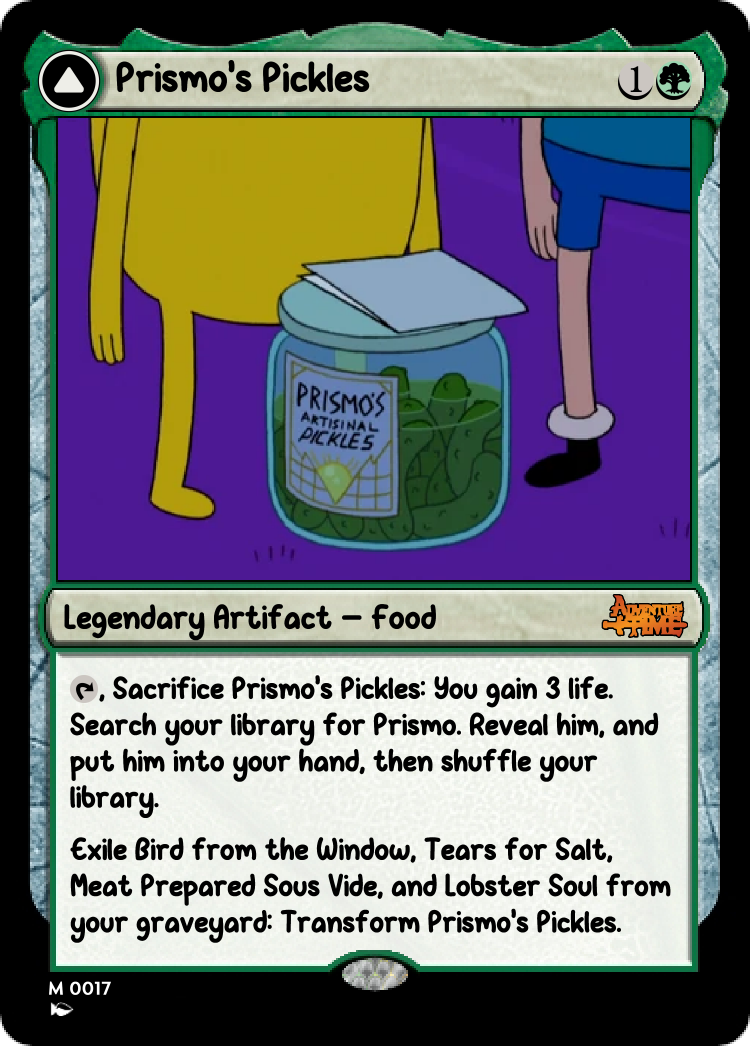 Prismo's Pickles 1
PRISMO'S
ARTISINAL
PICKLES
Legendary Artifact – Food
ADVENTURE
TIME
, Sacrifice Prismo's Pickles: You gain 3 life.
Search your library for Prismo. Reveal him, and
put him into your hand, then shuffle your
library.
Exile Bird from the Window, Tears for Salt,
Meat Prepared Sous Vide, and Lobster Soul from
your graveyard: Transform Prismo's Pickles.
M 0017